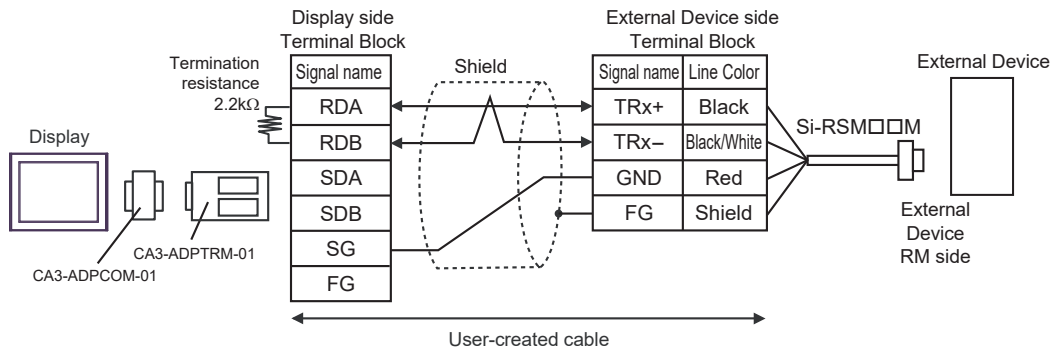 Display side
Terminal Block
External Device side
Terminal Block
Termination
resistance
2.2kΩ
Signal name
RDA
RDB
SDA
SDB
SG
FG
Shield
Signal name Line Color
TRx+ Black
TRx– Black/White
GND Red
FG Shield
Si-RSM□□M
External Device
External
Device
RM side
Display
CA3-ADPTRM-01
CA3-ADPCOM-01
User-created cable